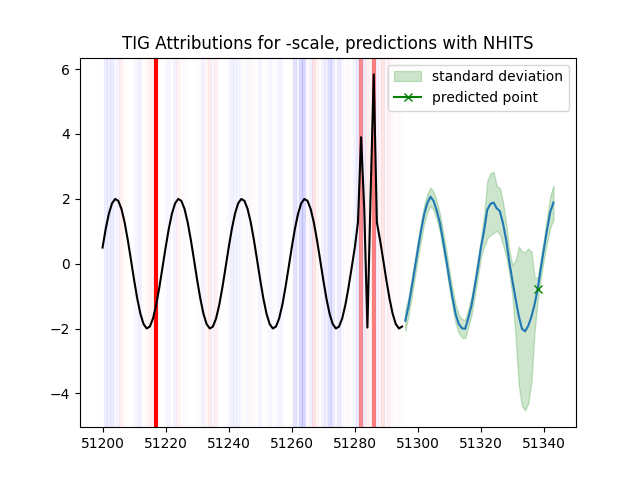 TIG Attributions for -scale, predictions with NHITS
standard deviation
predicted point
6
4
2
0
−2
−4
51200 51220 51240 51260 51280 51300 51320 51340